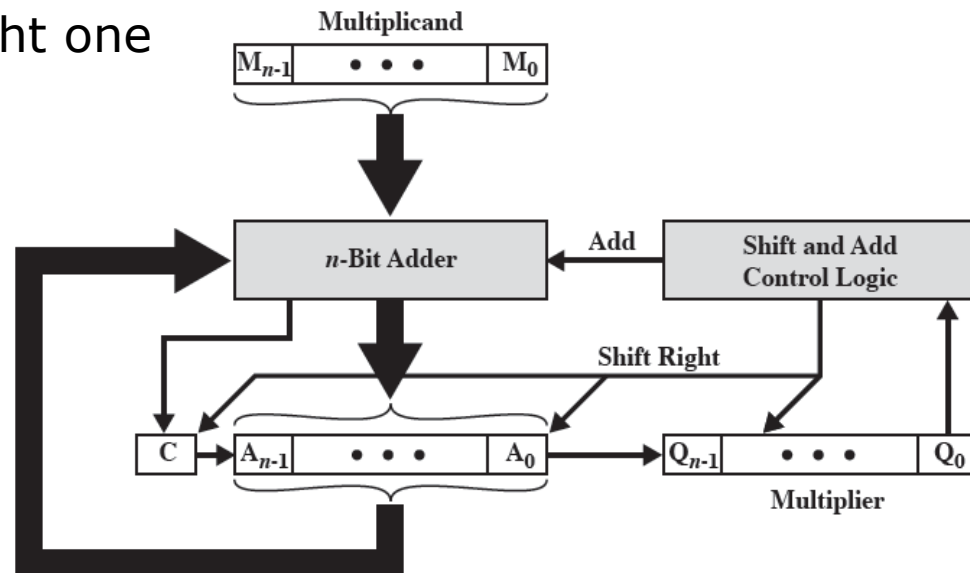 ht one
Multiplicand
Mn-1 • • • M0
n-Bit Adder
Add
Shift and Add
Control Logic
Shift Right
C
An-1 • • • A0
Qn-1 • • • Q0
Multiplier